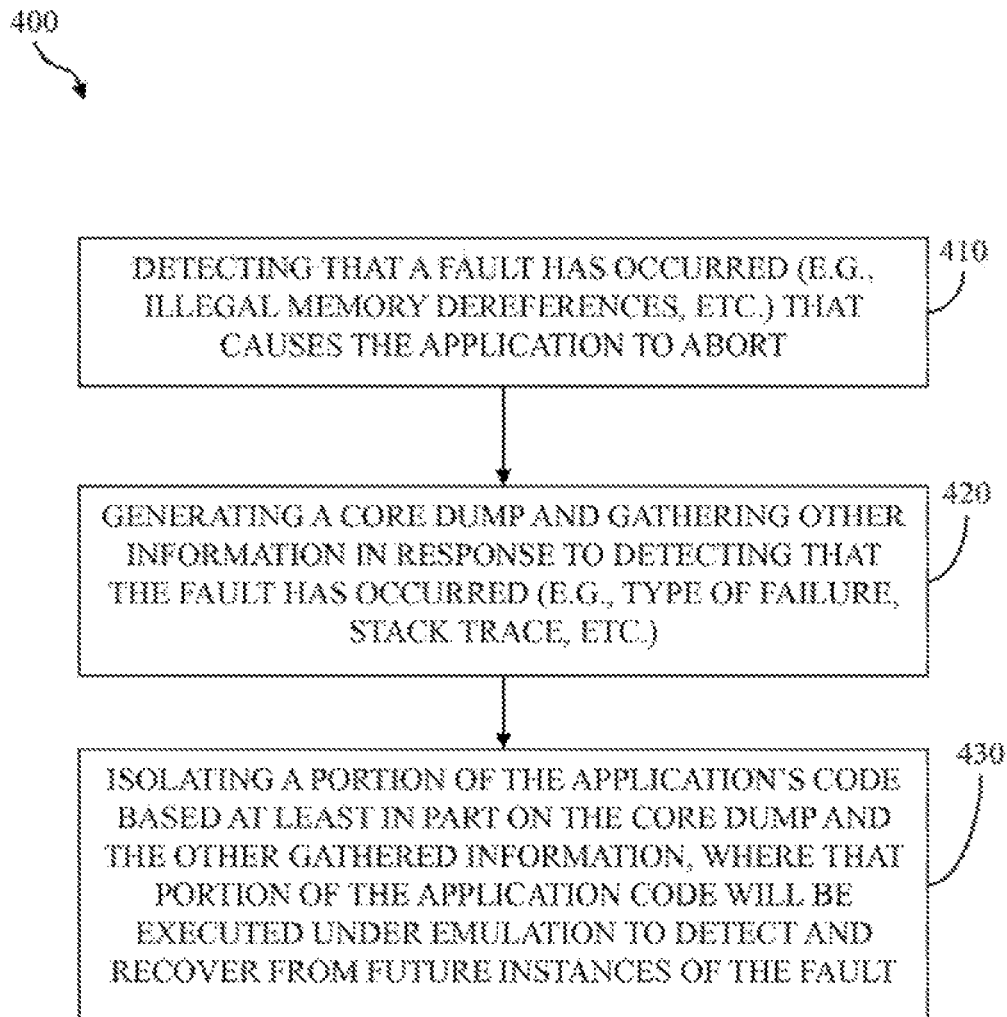 400
DETECTING THAT A FAULT HAS OCCURRED (E.G.,
ILLEGAL MEMORY DEREFERENCES, ETC.) THAT
CAUSES THE APPLICATION TO ABORT
410
GENERATING A CORE DUMP AND GATHERING OTHER
INFORMATION IN RESPONSE TO DETECTING THAT
THE FAULT HAS OCCURRED (E.G., TYPE OF FAILURE,
STACK TRACE, ETC.)
420
ISOLATING A PORTION OF THE APPLICATION'S CODE
BASED AT LEAST IN PART ON THE CORE DUMP AND
THE OTHER GATHERED INFORMATION, WHERE THAT
PORTION OF THE APPLICATION CODE WILL BE
EXECUTED UNDER EMULATION TO DETECT AND
RECOVER FROM FUTURE INSTANCES OF THE FAULT
430